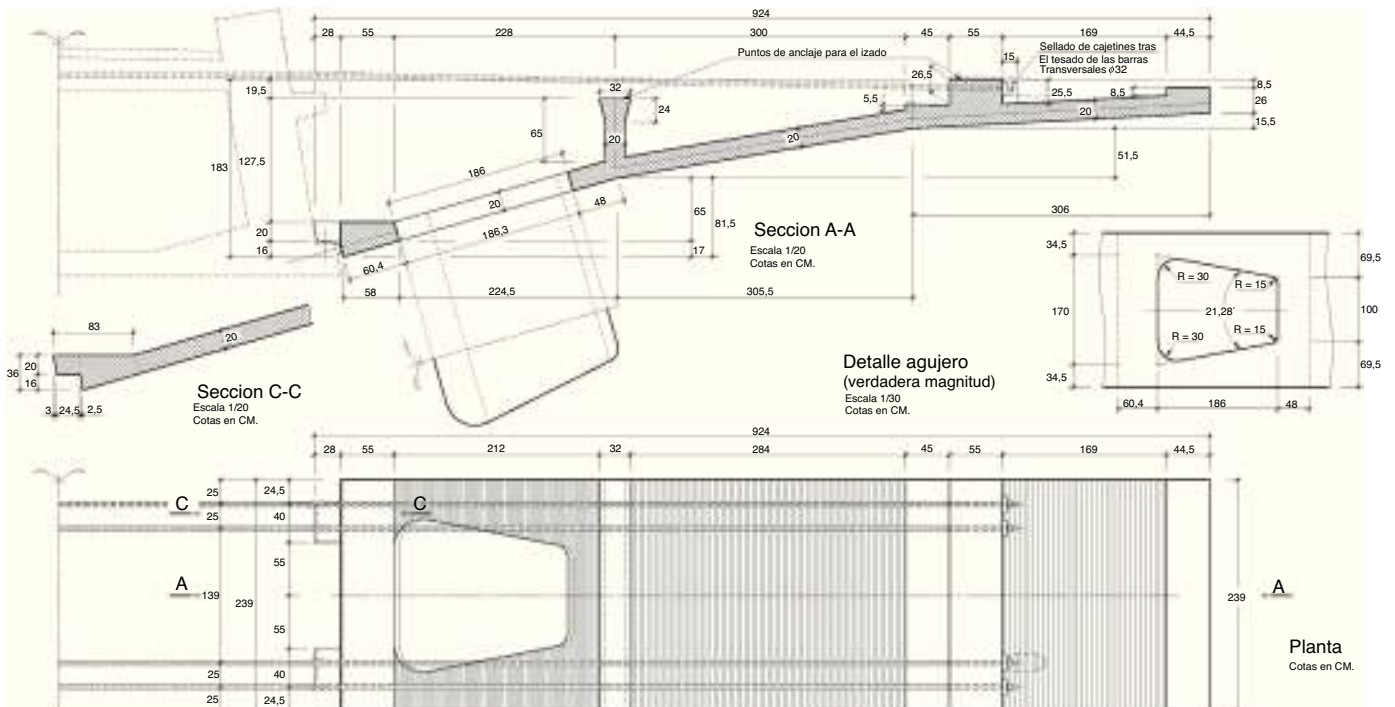 924
28 55 228 300 45 55 169 44,5
Puntos de anclaje para el izado
Sellado de cajetines tras
El tesado de las barras
Transversales ϕ32
15
26,5
19,5
32
5,5
24
25,5
8,5
8,5
26
15,5
20
65
20
20
183
127,5
186
51,5
20
48
65
81,5
306
20
16
186,3
17
60,4
58
224,5
305,5
Seccion A-A
Escala 1/20
Cotas en CM.
83
20
36
20
16
3
24,5
2,5
Seccion C-C
Escala 1/20
Cotas en CM.
34,5
69,5
R = 30
R = 15
170
21,28´
100
R = 30
R = 15
34,5
69,5
60,4
186
48
Detalle agujero
(verdadera magnitud)
Escala 1/30
Cotas en CM.
924
28 55 212 32 284 45 55 169 44,5
25
24,5
C
C
25
40
55
A
139
239
239
A
55
25
40
25
24,5
Planta
Cotas en CM.